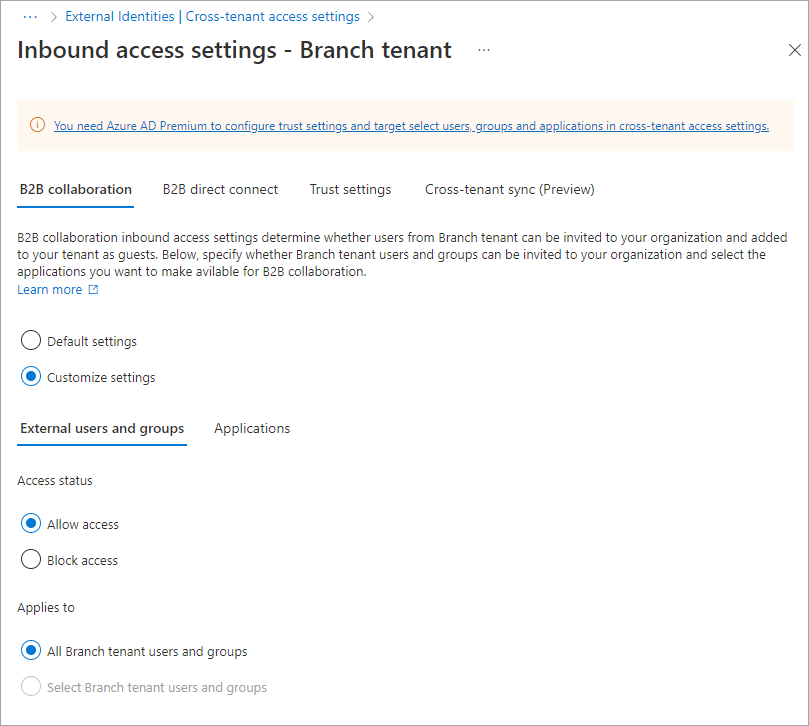 ··· > External Identities | Cross-tenant access settings >
Inbound access settings - Branch tenant ···
You need Azure AD Premium to configure trust settings and target select users, groups and applications in cross-tenant access settings.
B2B collaboration B2B direct connect Trust settings Cross-tenant sync (Preview)
B2B collaboration inbound access settings determine whether users from Branch tenant can be invited to your organization and added
to your tenant as guests. Below, specify whether Branch tenant users and groups can be invited to your organization and select the
applications you want to make avilable for B2B collaboration.
Learn more
Default settings
Customize settings
External users and groups Applications
Access status
Allow access
Block access
Applies to
All Branch tenant users and groups
Select Branch tenant users and groups